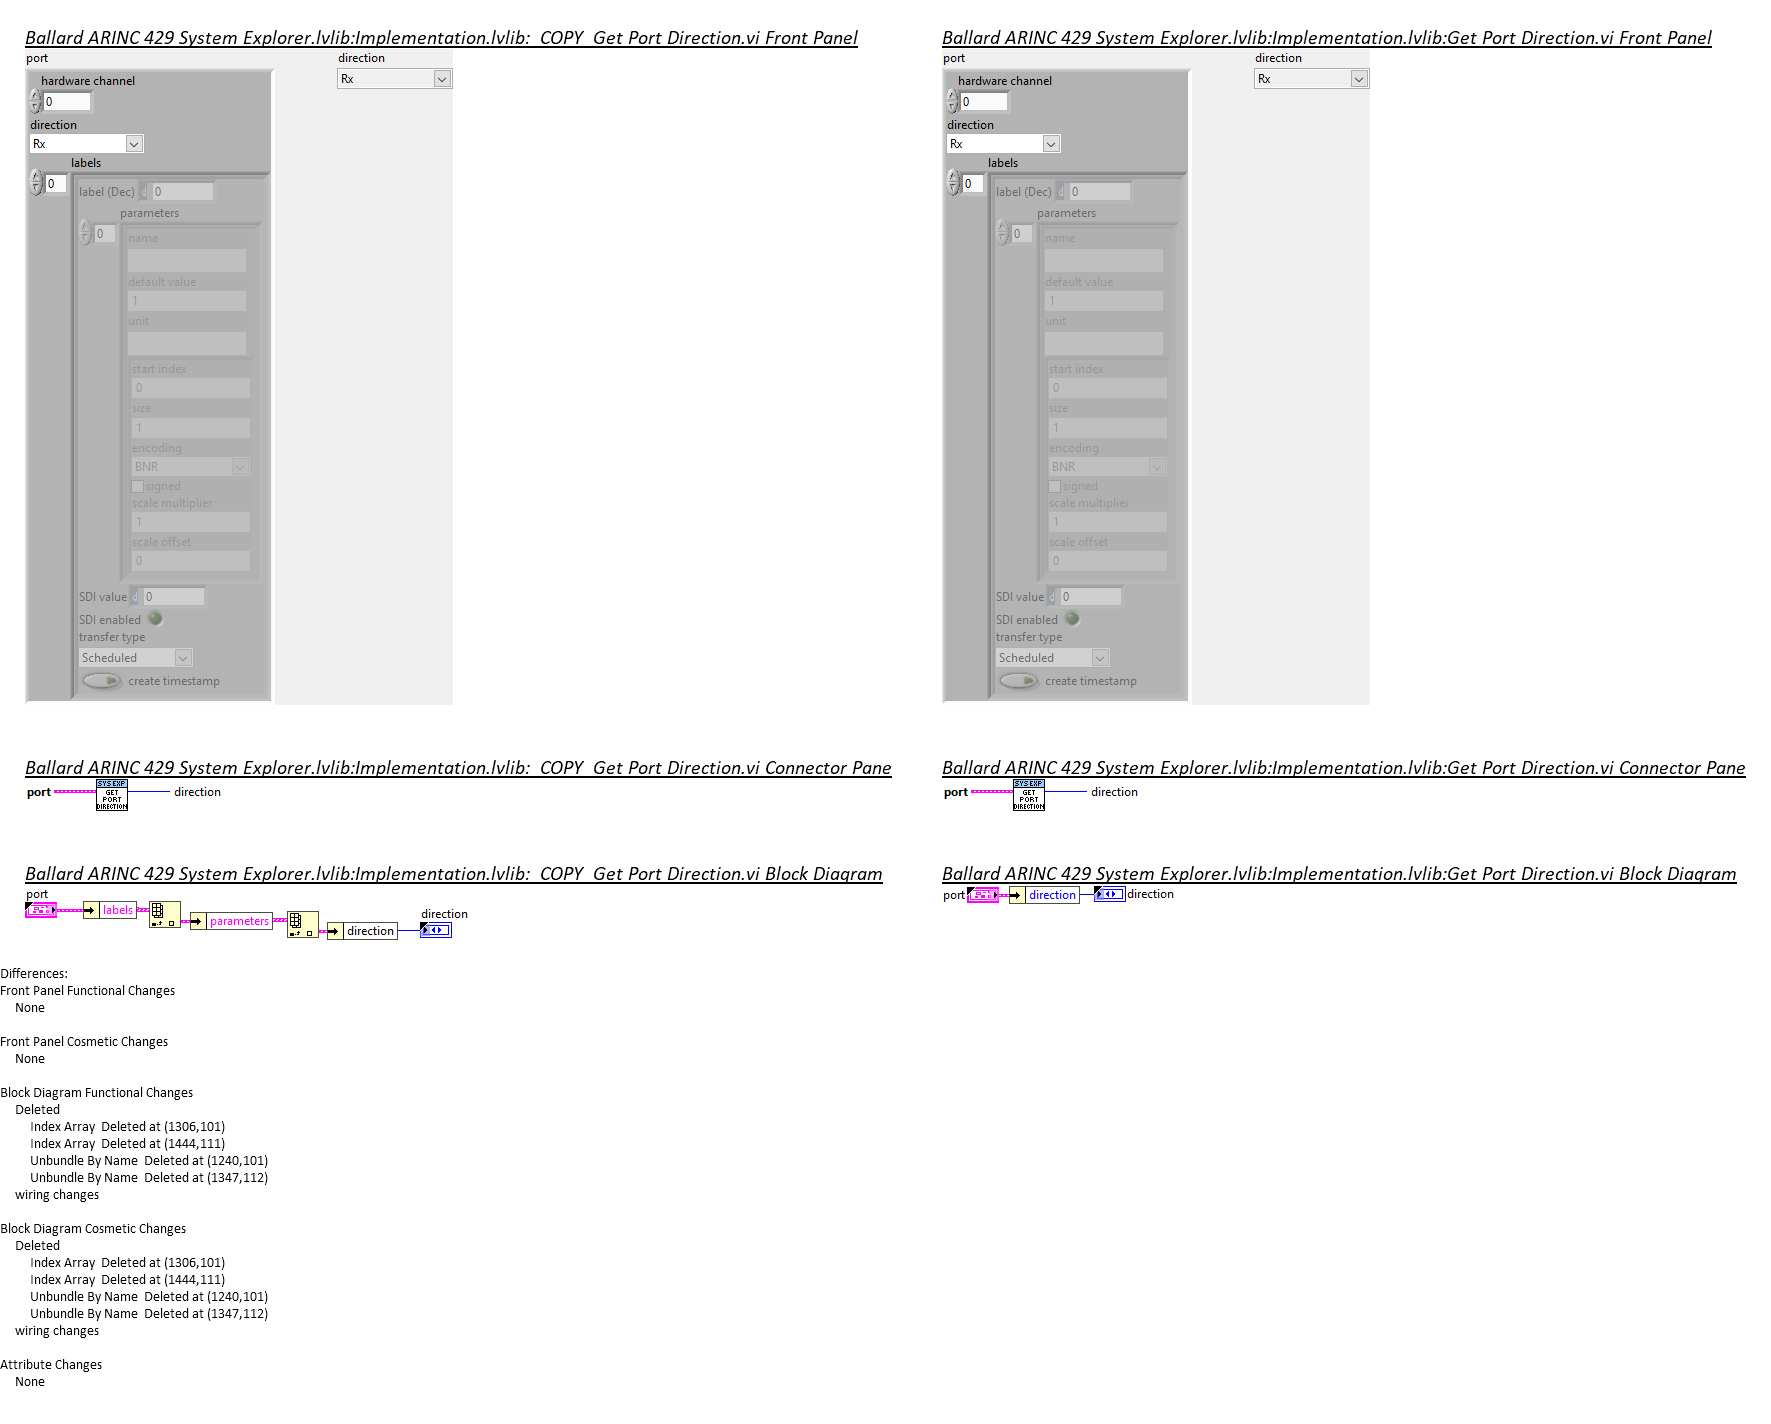 Ballard ARINC 429 System Explorer.lvlib:Implementation.lvlib:_COPY_Get Port Direction.vi Front Panel
port
direction
Rx
hardware channel
0
direction
Rx
labels
0
label (Dec) d 0
parameters
0
name
default value
1
unit
start index
0
size
1
encoding
BNR
signed
scale multiplier
1
scale offset
0
SDI value d 0
SDI enabled
transfer type
Scheduled
create timestamp
Ballard ARINC 429 System Explorer.lvlib:Implementation.lvlib:Get Port Direction.vi Front Panel
port
direction
Rx
hardware channel
0
direction
Rx
labels
0
label (Dec) d 0
parameters
0
name
default value
1
unit
start index
0
size
1
encoding
BNR
signed
scale multiplier
1
scale offset
0
SDI value d 0
SDI enabled
transfer type
Scheduled
create timestamp
Ballard ARINC 429 System Explorer.lvlib:Implementation.lvlib:_COPY_Get Port Direction.vi Connector Pane
port
SYS EXP
GET
PORT
DIRECTION
direction
Ballard ARINC 429 System Explorer.lvlib:Implementation.lvlib:Get Port Direction.vi Connector Pane
port
SYS EXP
GET
PORT
DIRECTION
direction
Ballard ARINC 429 System Explorer.lvlib:Implementation.lvlib:_COPY_Get Port Direction.vi Block Diagram
port
labels
parameters
direction
direction
Ballard ARINC 429 System Explorer.lvlib:Implementation.lvlib:Get Port Direction.vi Block Diagram
port
direction
direction
Differences:
Front Panel Functional Changes
None
Front Panel Cosmetic Changes
None
Block Diagram Functional Changes
Deleted
Index Array  Deleted at (1306,101)
Index Array  Deleted at (1444,111)
Unbundle By Name  Deleted at (1240,101)
Unbundle By Name  Deleted at (1347,112)
wiring changes
Block Diagram Cosmetic Changes
Deleted
Index Array  Deleted at (1306,101)
Index Array  Deleted at (1444,111)
Unbundle By Name  Deleted at (1240,101)
Unbundle By Name  Deleted at (1347,112)
wiring changes
Attribute Changes
None